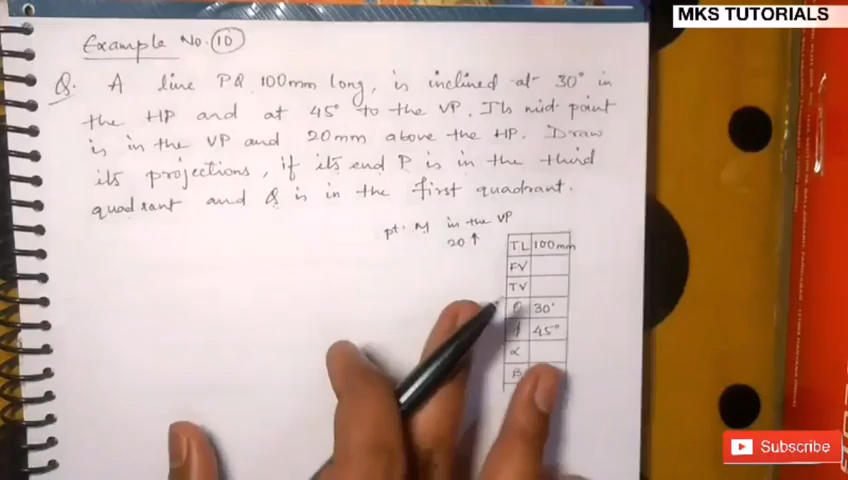 MKS TUTORIALS
Example No. 10
Q. A line PQ 100mm long, is inclined at 30° in
the HP and at 45° to the VP. Its mid-point
is in the VP and 20mm above the HP. Draw
its projections, if its end P is in the third
quadrant and Q is in the first quadrant.
pt. M in the VP
20 ↑
TL 100mm
FV
TV
θ 30°
ϕ 45°
α
β
Subscribe